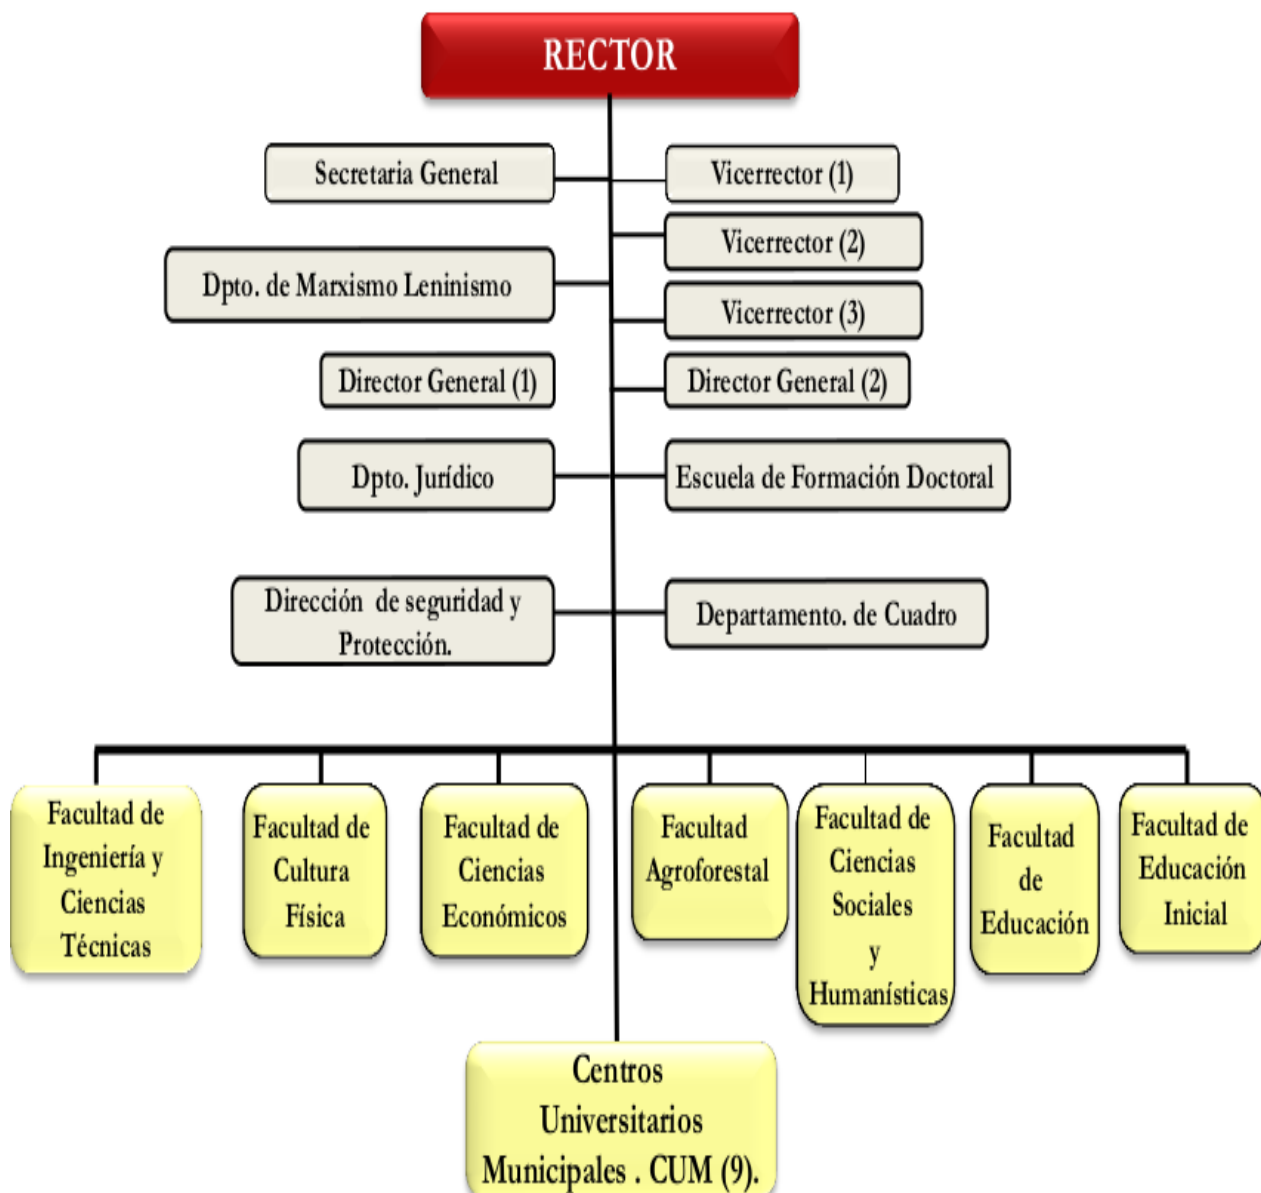 RECTOR
Secretaria General
Vicerrector (1)
Vicerrector (2)
Dpto. de Marxismo Leninismo
Vicerrector (3)
Director General (1)
Director General (2)
Dpto. Jurídico
Escuela de Formación Doctoral
Dirección de seguridad y
Protección.
Departamento. de Cuadro
Facultad de
Ingeniería y
Ciencias
Técnicas
Facultad de
Cultura
Física
Facultad de
Ciencias
Económicos
Facultad
Agroforestal
Facultad de
Ciencias
Sociales
y
Humanísticas
Facultad
de
Educación
Facultad de
Educación
Inicial
Centros
Universitarios
Municipales . CUM (9).